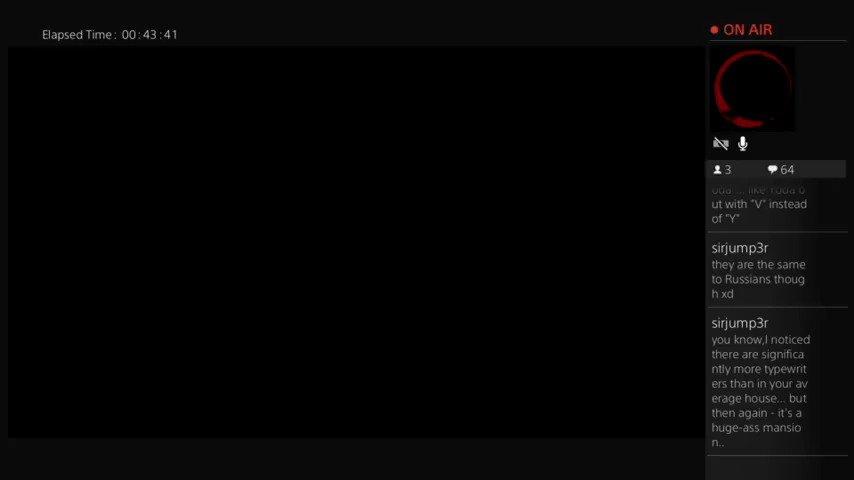 Elapsed Time: 00:43:41
ON AIR
3 64
ut with "V" instead
of "Y"
sirjump3r
they are the same
to Russians thoug
h xd
sirjump3r
you know,I noticed
there are significa
ntly more typewrit
ers than in your av
erage house... but
then again - it's a
huge-ass mansio
n..